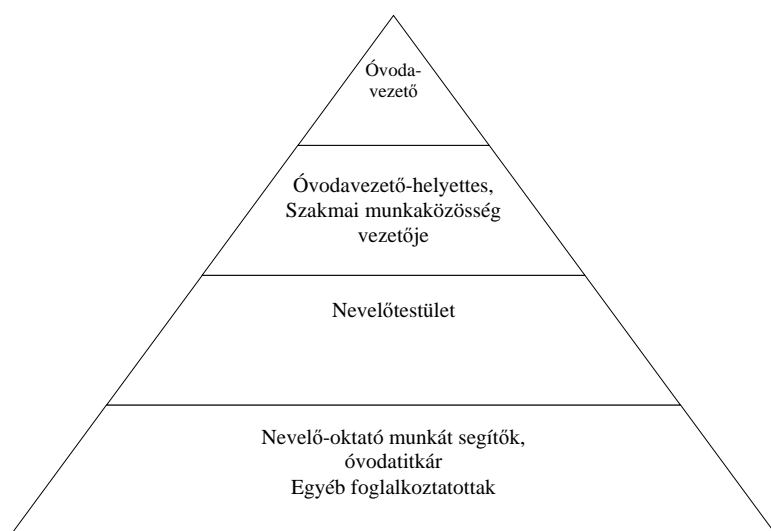 Óvoda-
vezető
Óvodavezető-helyettes,
Szakmai munkaközösség
vezetője
Nevelőtestület
Nevelő-oktató munkát segítők,
óvodatitkár
Egyéb foglalkoztatottak